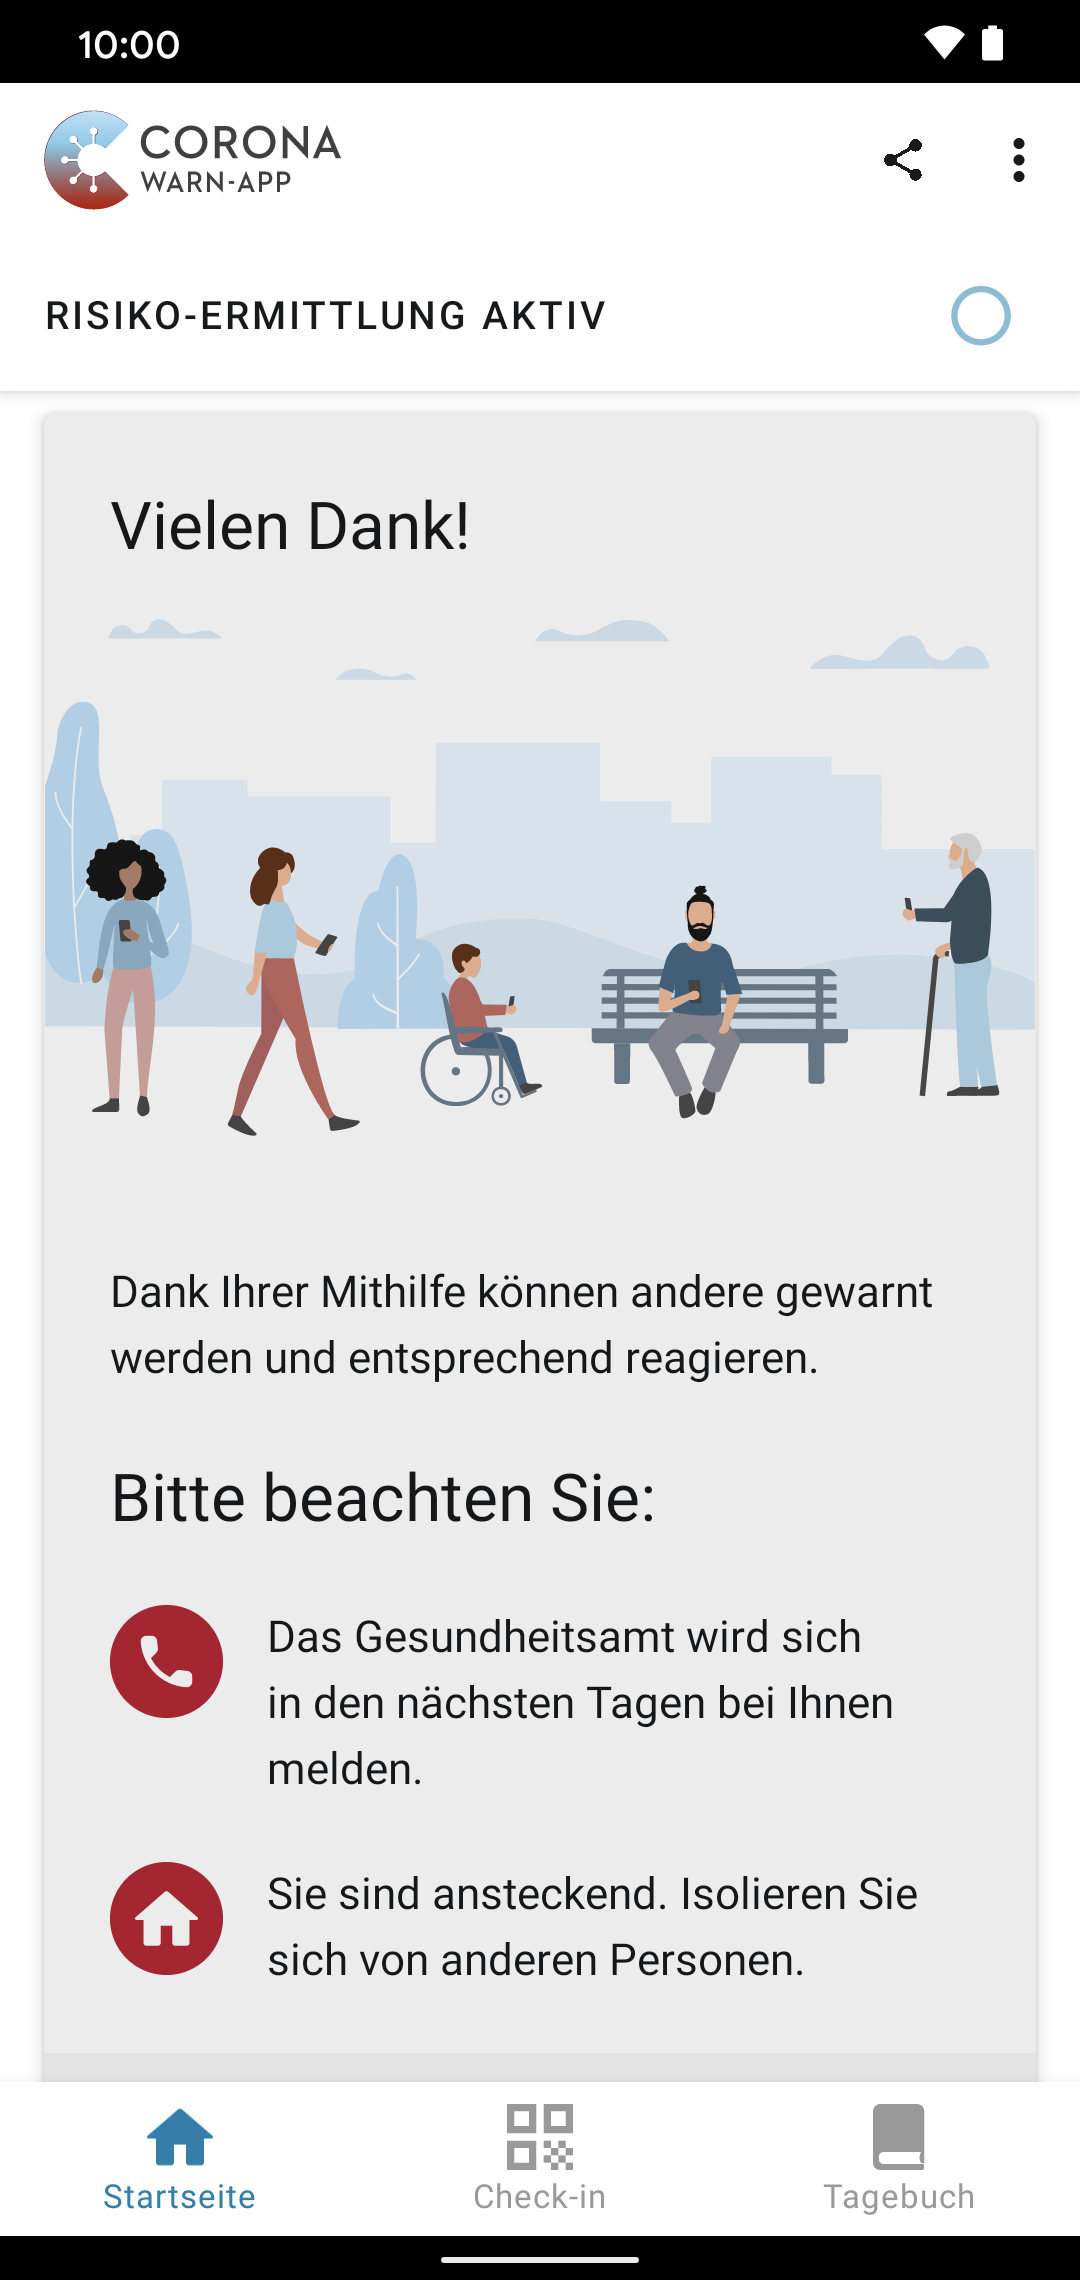 10:00
CORONA
WARN-APP
RISIKO-ERMITTLUNG AKTIV
Vielen Dank!
Dank Ihrer Mithilfe können andere gewarnt
werden und entsprechend reagieren.
Bitte beachten Sie:
Das Gesundheitsamt wird sich
in den nächsten Tagen bei Ihnen
melden.
Sie sind ansteckend. Isolieren Sie
sich von anderen Personen.
Startseite
Check-in
Tagebuch